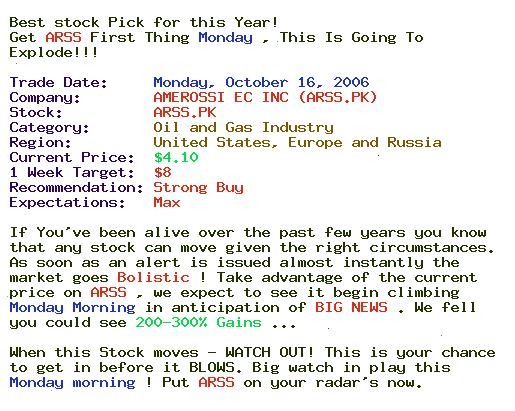 Best stock Pick for this Year!
Get ARSS First Thing Monday , This Is Going To
Explode!!!
Trade Date: Monday, October 16, 2006
Company: AMEROSSI EC INC (ARSS.PK)
Stock: ARSS.PK
Category: Oil and Gas Industry
Region: United States, Europe and Russia
Current Price: $4.10
1 Week Target: $8
Recommendation: Strong Buy
Expectations: Max
If You've been alive over the past few years you know
that any stock can move given the right circumstances.
As soon as an alert is issued almost instantly the
market goes Bolistic ! Take advantage of the current
price on ARSS , we expect to see it begin climbing
Monday Morning in anticipation of BIG NEWS . We fell
you could see 200-300% Gains ...
When this Stock moves - WATCH OUT! This is your chance
to get in before it BLOWS. Big watch in play this
Monday morning ! Put ARSS on your radar's now.